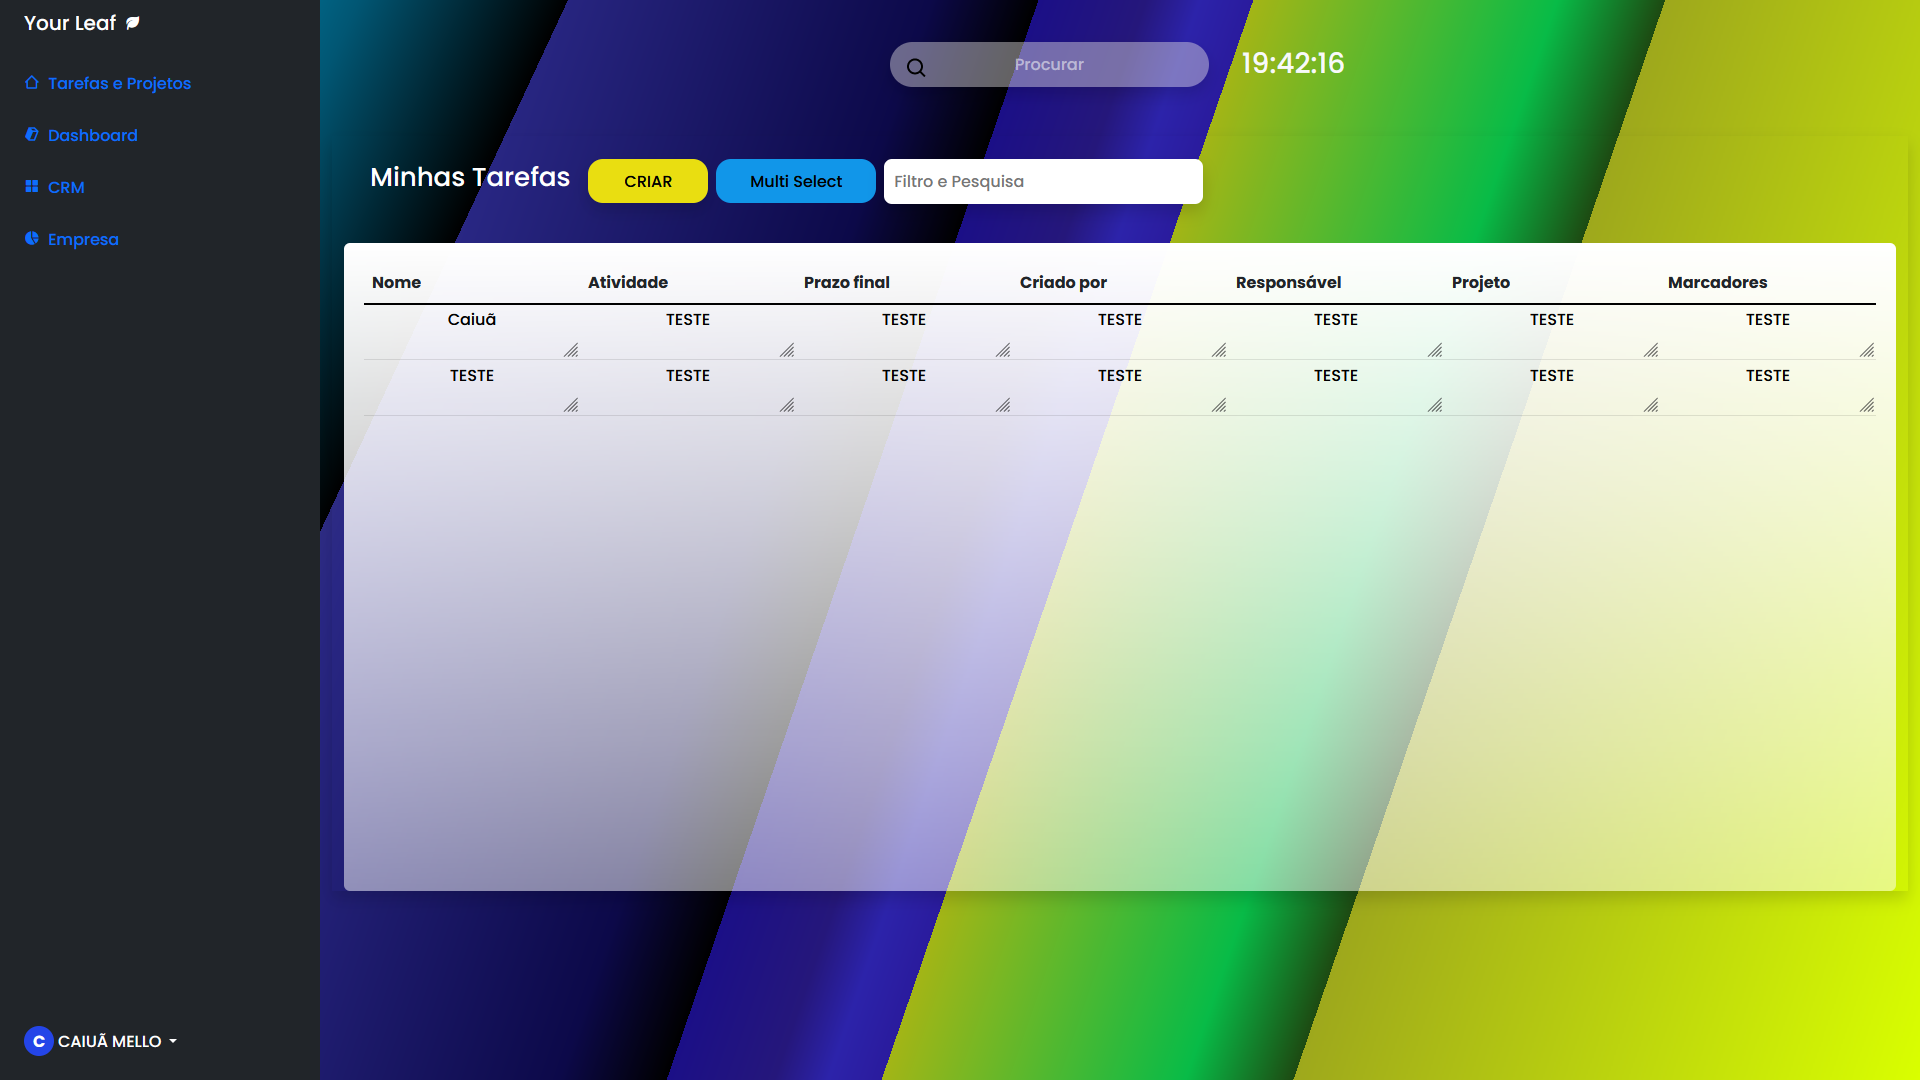 Your Leaf
Tarefas e Projetos
Dashboard
CRM
Empresa
C CAIUÃ MELLO
Procurar
19:42:16
Minhas Tarefas CRIAR Multi Select Filtro e Pesquisa
Nome Atividade Prazo final Criado por Responsável Projeto Marcadores
Caiuã TESTE TESTE TESTE TESTE TESTE TESTE
TESTE TESTE TESTE TESTE TESTE TESTE TESTE